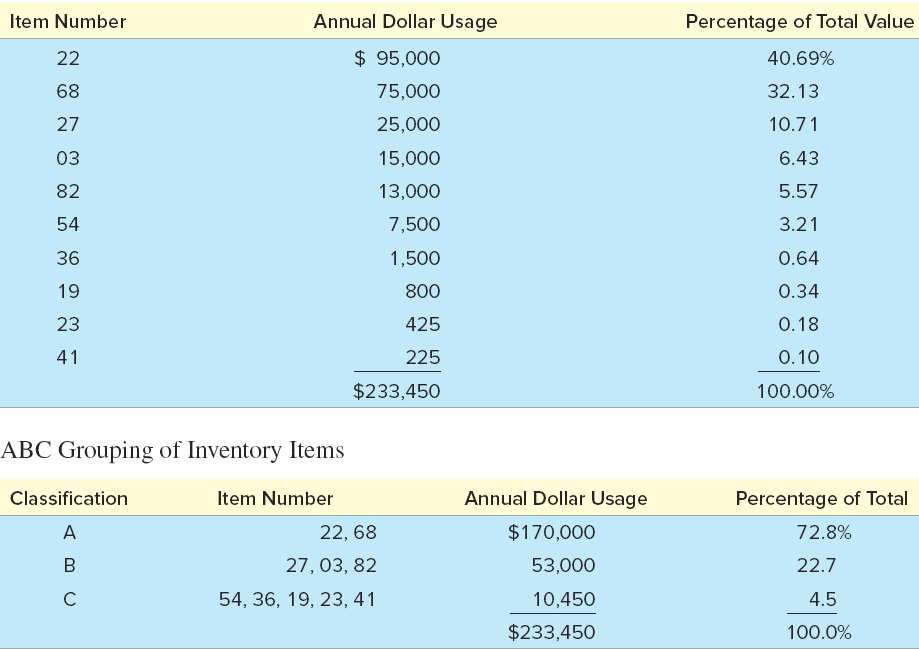 Item Number Annual Dollar Usage Percentage of Total Value
22 $ 95,000 40.69%
68 75,000 32.13
27 25,000 10.71
03 15,000 6.43
82 13,000 5.57
54 7,500 3.21
36 1,500 0.64
19 800 0.34
23 425 0.18
41 225 0.10
$233,450 100.00%
ABC Grouping of Inventory Items
Classification Item Number Annual Dollar Usage Percentage of Total
A 22, 68 $170,000 72.8%
B 27, 03, 82 53,000 22.7
C 54, 36, 19, 23, 41 10,450 4.5
$233,450 100.0%